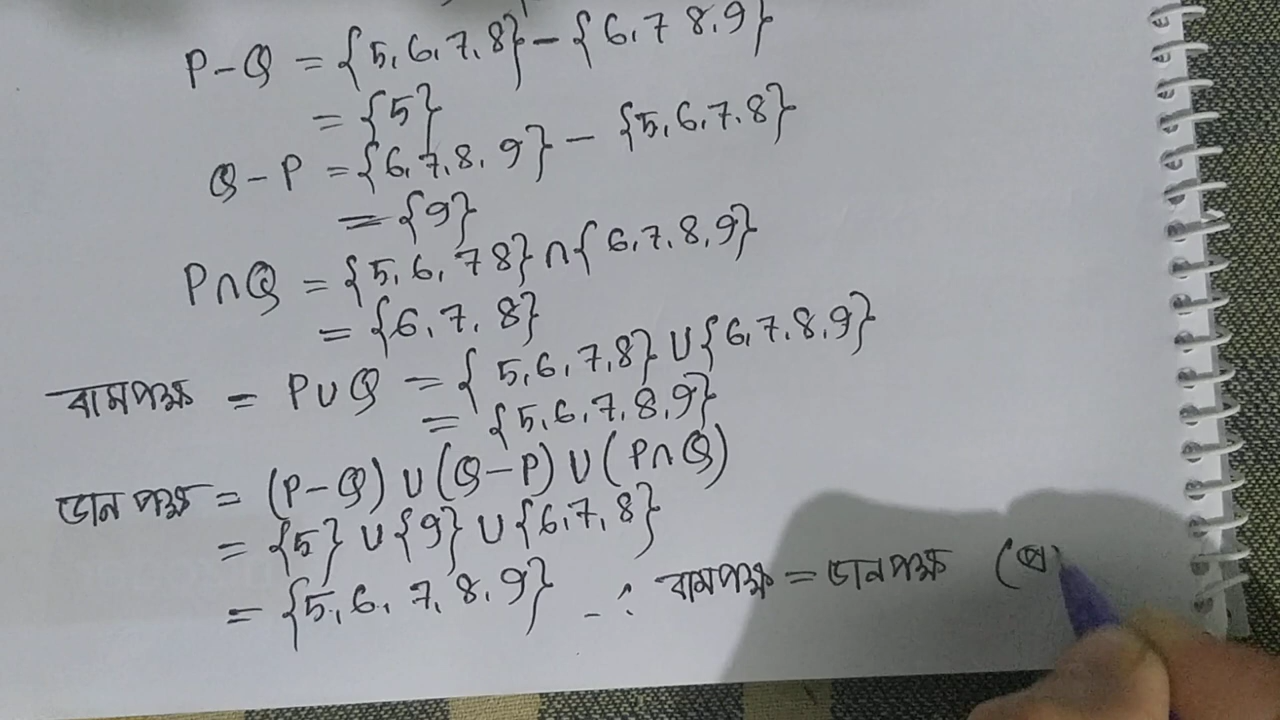 P-Q = {5,6,7,8} - {6,7 8,9}
= {5}
Q-P = {6,7,8,9} - {5,6,7,8}
= {9}
P∩Q = {5,6,7 8} ∩ {6,7,8,9}
= {6,7,8}
বামপক্ষ = P∪Q = {5,6,7,8} ∪ {6,7,8,9}
= {5,6,7,8,9}
ডান পক্ষ = (P-Q) ∪ (Q-P) ∪ (P∩Q)
= {5} ∪ {9} ∪ {6,7,8}
= {5,6,7,8,9} ∴ বামপক্ষ = ডানপক্ষ